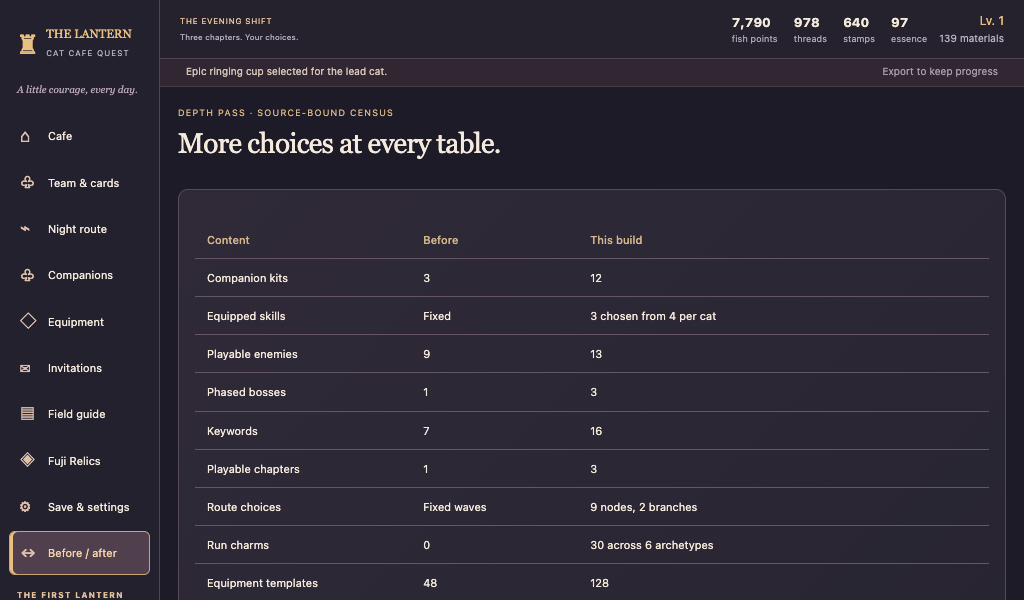 THE LANTERN
CAT CAFE QUEST
A little courage, every day.
Cafe
Team & cards
Night route
Companions
Equipment
Invitations
Field guide
Fuji Relics
Save & settings
Before / after
THE FIRST LANTERN
THE EVENING SHIFT
Three chapters. Your choices.
7,790 978 640 97 Lv. 1
fish points threads stamps essence 139 materials
Epic ringing cup selected for the lead cat. Export to keep progress
DEPTH PASS · SOURCE-BOUND CENSUS
More choices at every table.
Content Before This build
Companion kits 3 12
Equipped skills Fixed 3 chosen from 4 per cat
Playable enemies 9 13
Phased bosses 1 3
Keywords 7 16
Playable chapters 1 3
Route choices Fixed waves 9 nodes, 2 branches
Run charms 0 30 across 6 archetypes
Equipment templates 48 128